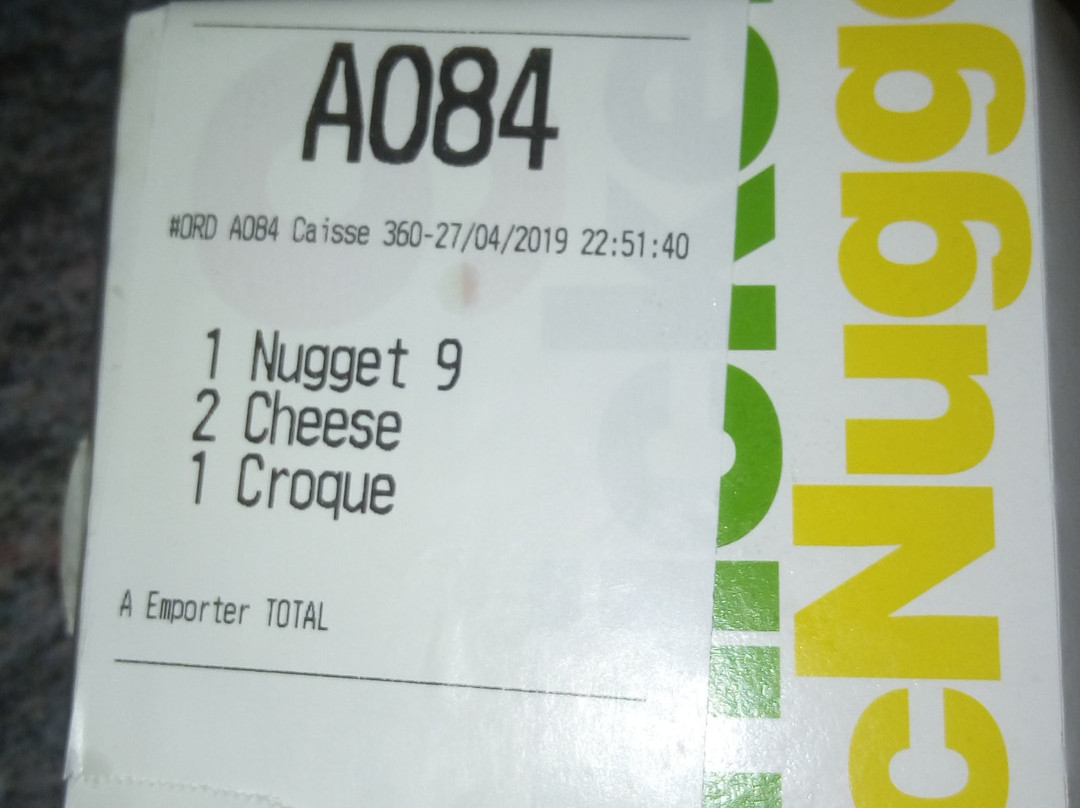 A084
#ORD A084 Caisse 360-27/04/2019 22:51:40
1 Nugget 9
2 Cheese
1 Croque
A Emporter TOTAL